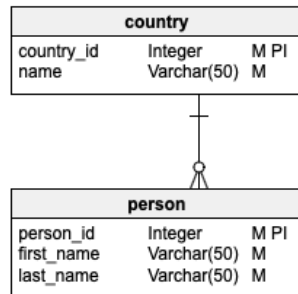 country
country_id Integer M PI
name Varchar(50) M
person
person_id Integer M PI
first_name Varchar(50) M
last_name Varchar(50) M